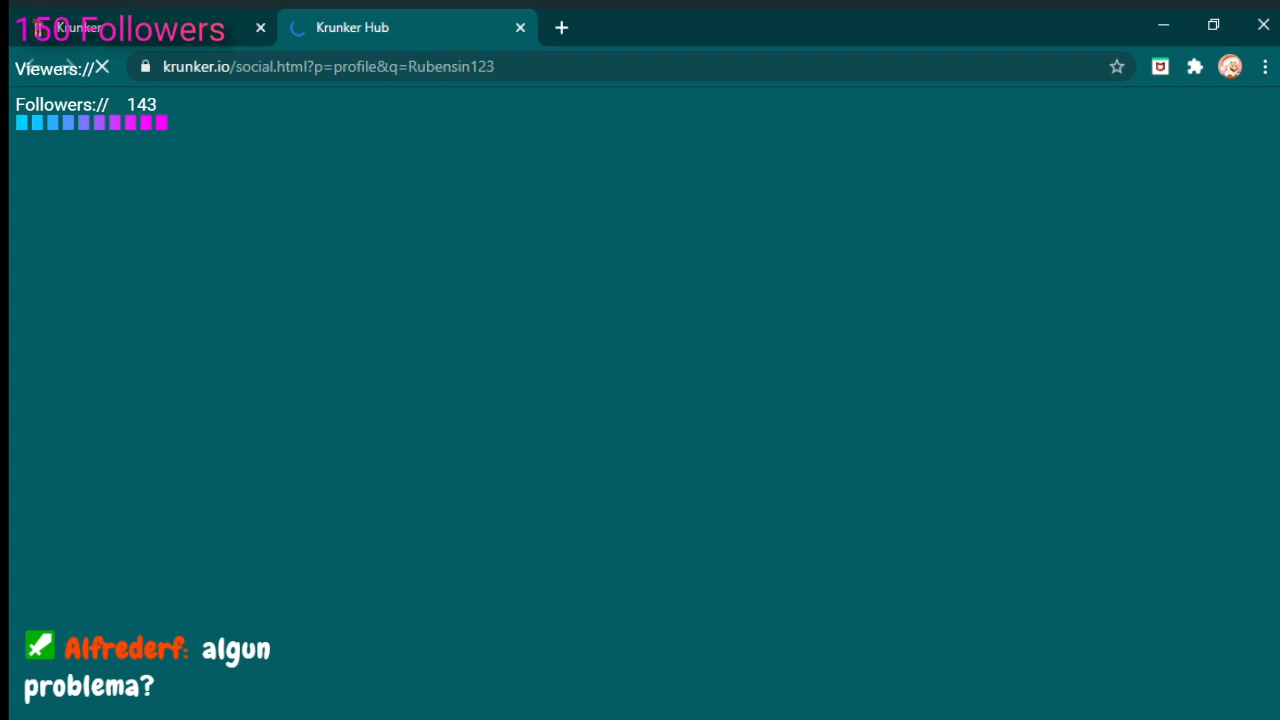 150 Followers
Krunker
Krunker Hub
Viewers://
krunker.io/social.html?p=profile&q=Rubensin123
Followers:// 143
Alfrederf: algun
problema?